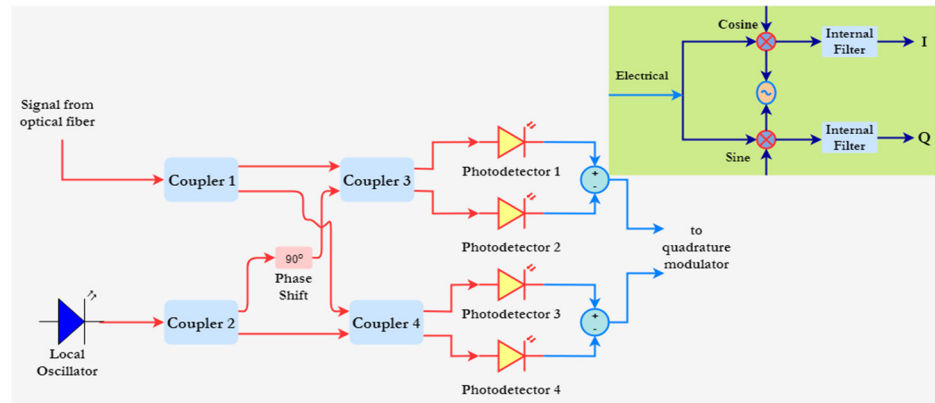 Cosine
Internal
Filter
I
Electrical
Sine
Internal
Filter
Q
Signal from
optical fiber
Coupler 1
Coupler 3
Photodetector 1
+
-
Photodetector 2
to
quadrature
modulator
90°
Phase
Shift
Coupler 2
Coupler 4
Photodetector 3
+
-
Photodetector 4
Local
Oscillator